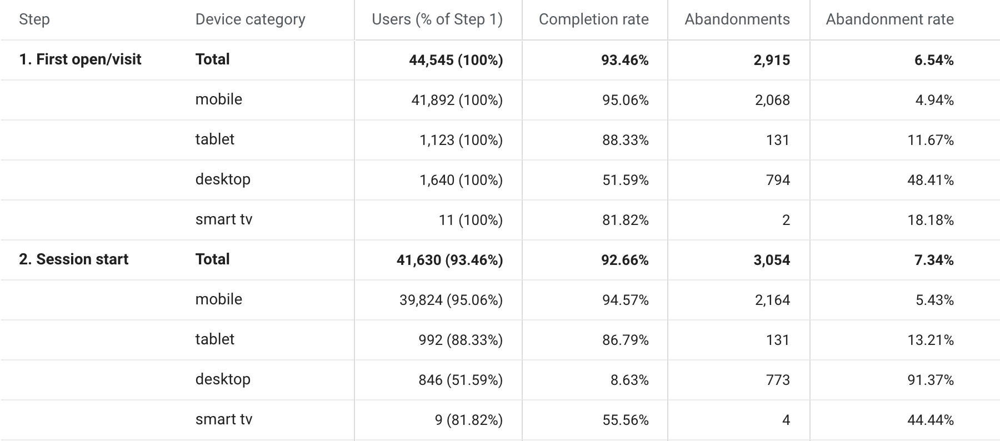 Step Device category Users (% of Step 1) Completion rate Abandonments Abandonment rate
1. First open/visit Total 44,545 (100%) 93.46% 2,915 6.54%
mobile 41,892 (100%) 95.06% 2,068 4.94%
tablet 1,123 (100%) 88.33% 131 11.67%
desktop 1,640 (100%) 51.59% 794 48.41%
smart tv 11 (100%) 81.82% 2 18.18%
2. Session start Total 41,630 (93.46%) 92.66% 3,054 7.34%
mobile 39,824 (95.06%) 94.57% 2,164 5.43%
tablet 992 (88.33%) 86.79% 131 13.21%
desktop 846 (51.59%) 8.63% 773 91.37%
smart tv 9 (81.82%) 55.56% 4 44.44%